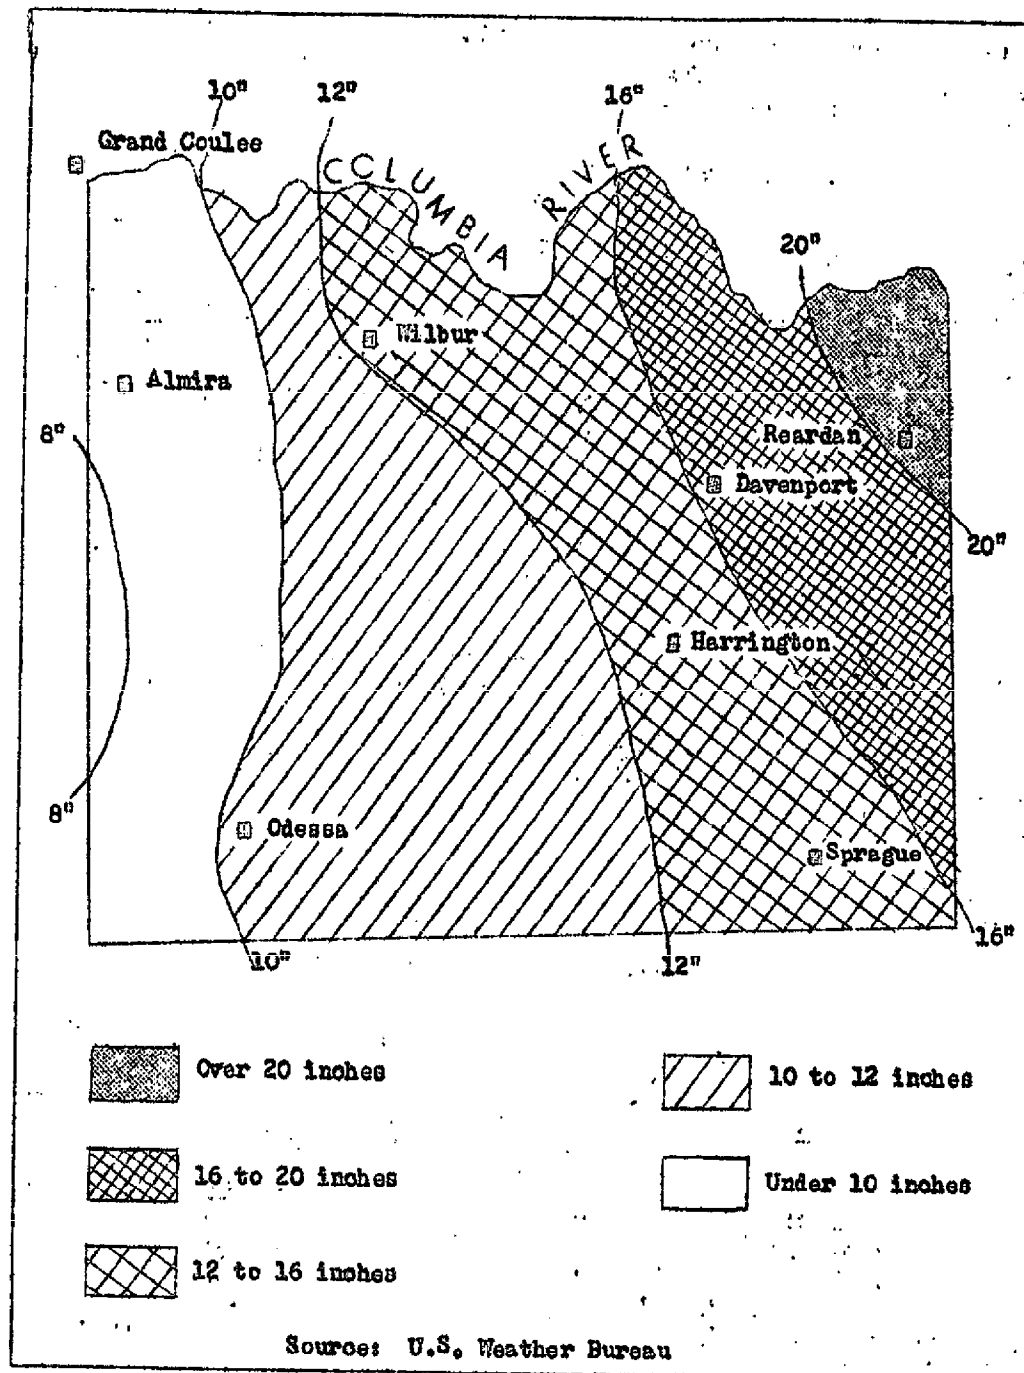 10" 12" 16"
Grand Coulee
COLUMBIA RIVER
20"
Wilbur
Almira
8"
Reardan
Davenport
20"
Harrington
8"
Odessa
Sprague
16"
10" 12"
Over 20 inches
10 to 12 inches
16 to 20 inches
Under 10 inches
12 to 16 inches
Source: U.S. Weather Bureau